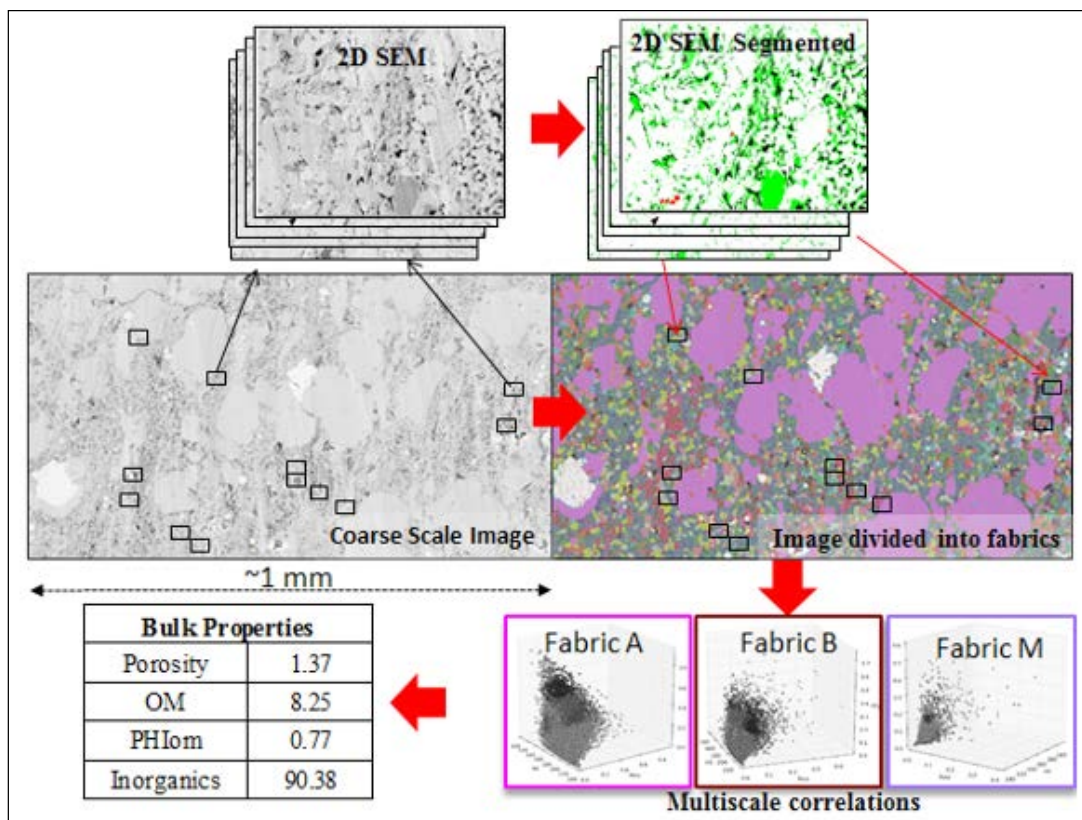 2D SEM
2D SEM Segmented
Coarse Scale Image
Image divided into fabrics
~1 mm
Bulk Properties
Porosity 1.37
OM 8.25
PHIom 0.77
Inorganics 90.38
Fabric A
Fabric B
Fabric M
Multiscale correlations